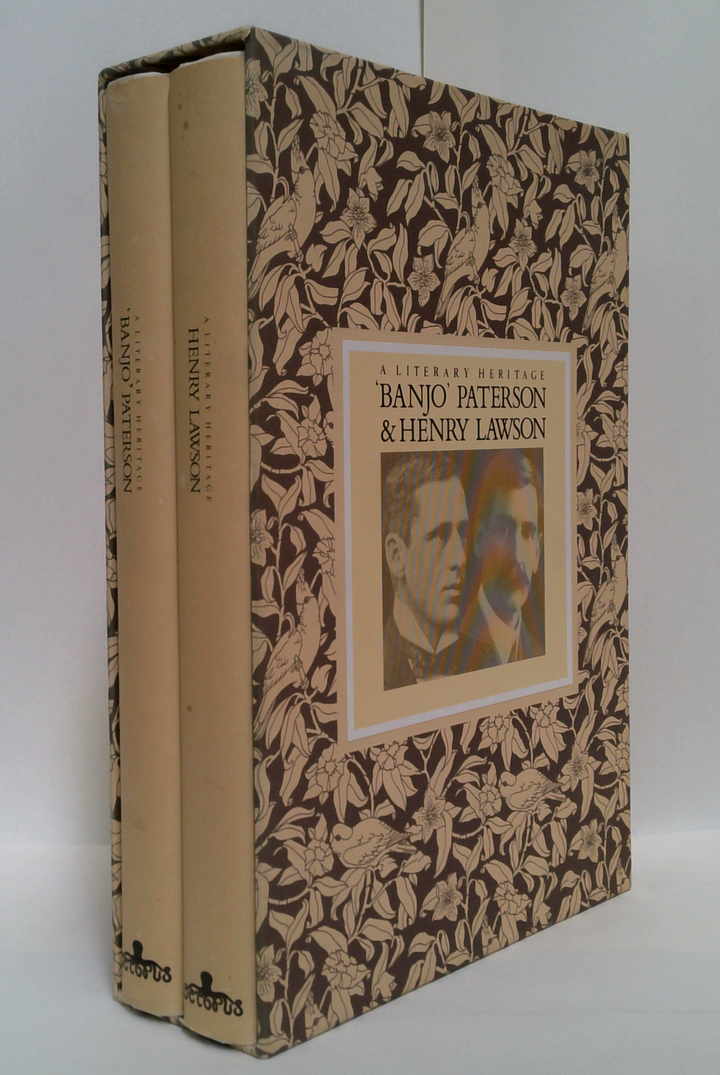 A LITERARY HERITAGE
'BANJO' PATERSON
OCTOPUS
A LITERARY HERITAGE
HENRY LAWSON
OCTOPUS
A LITERARY HERITAGE
'BANJO' PATERSON
& HENRY LAWSON